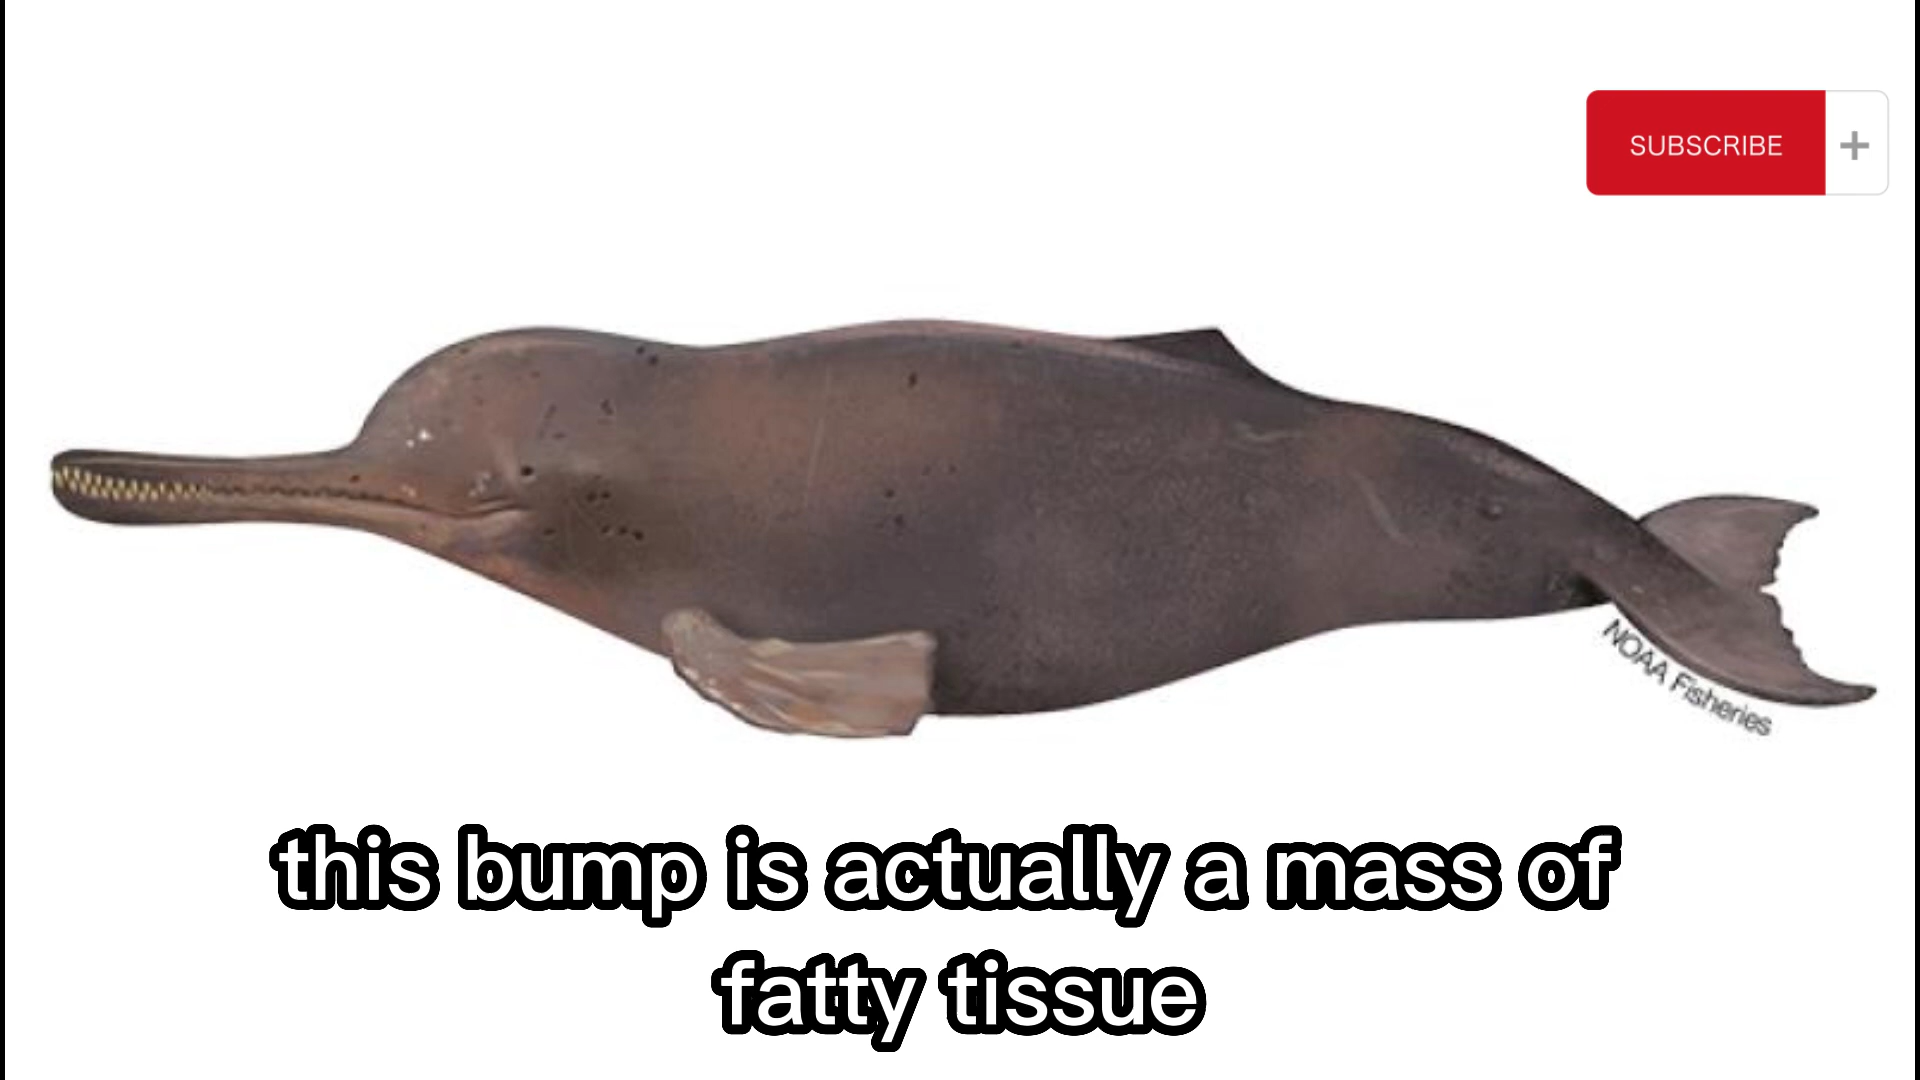 SUBSCRIBE +
NOAA Fisheries
this bump is actually a mass of
fatty tissue